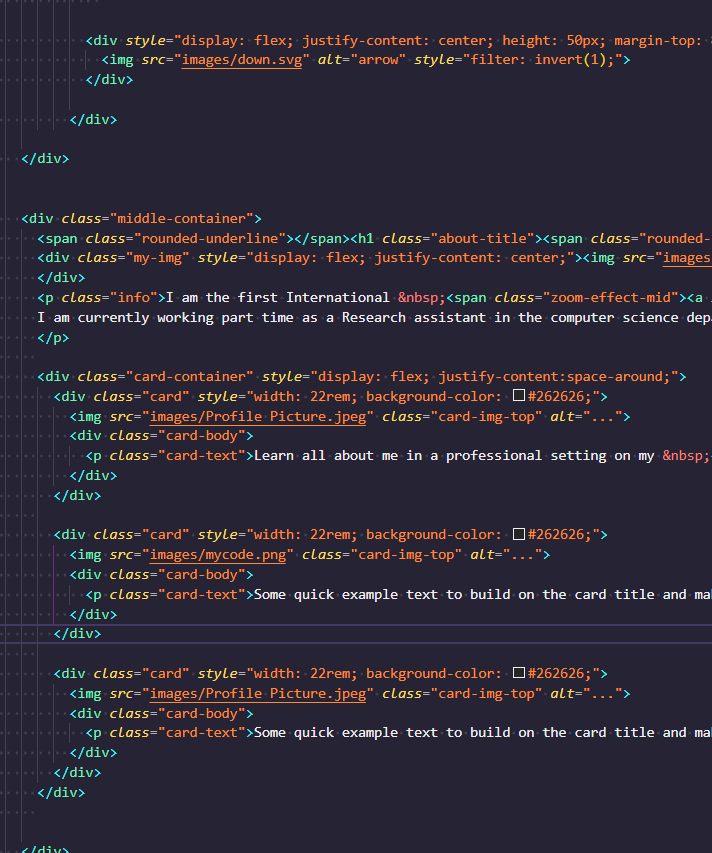 <div style="display: flex; justify-content: center; height: 50px; margin-top:
<img src="images/down.svg" alt="arrow" style="filter: invert(1);">
</div>
</div>
</div>
<div class="middle-container">
<span class="rounded-underline"></span><h1 class="about-title"><span class="rounded-
<div class="my-img" style="display: flex; justify-content: center;"><img src="images
</div>
<p class="info">I am the first International &nbsp;<span class="zoom-effect-mid"><a
I am currently working part time as a Research assistant in the computer science dep
</p>
<div class="card-container" style="display: flex; justify-content:space-around;">
<div class="card" style="width: 22rem; background-color: #262626;">
<img src="images/Profile Picture.jpeg" class="card-img-top" alt="...">
<div class="card-body">
<p class="card-text">Learn all about me in a professional setting on my &nbsp;
</div>
</div>
<div class="card" style="width: 22rem; background-color: #262626;">
<img src="images/mycode.png" class="card-img-top" alt="...">
<div class="card-body">
<p class="card-text">Some quick example text to build on the card title and mak
</div>
</div>
<div class="card" style="width: 22rem; background-color: #262626;">
<img src="images/Profile Picture.jpeg" class="card-img-top" alt="...">
<div class="card-body">
<p class="card-text">Some quick example text to build on the card title and mak
</div>
</div>
</div>
</div>